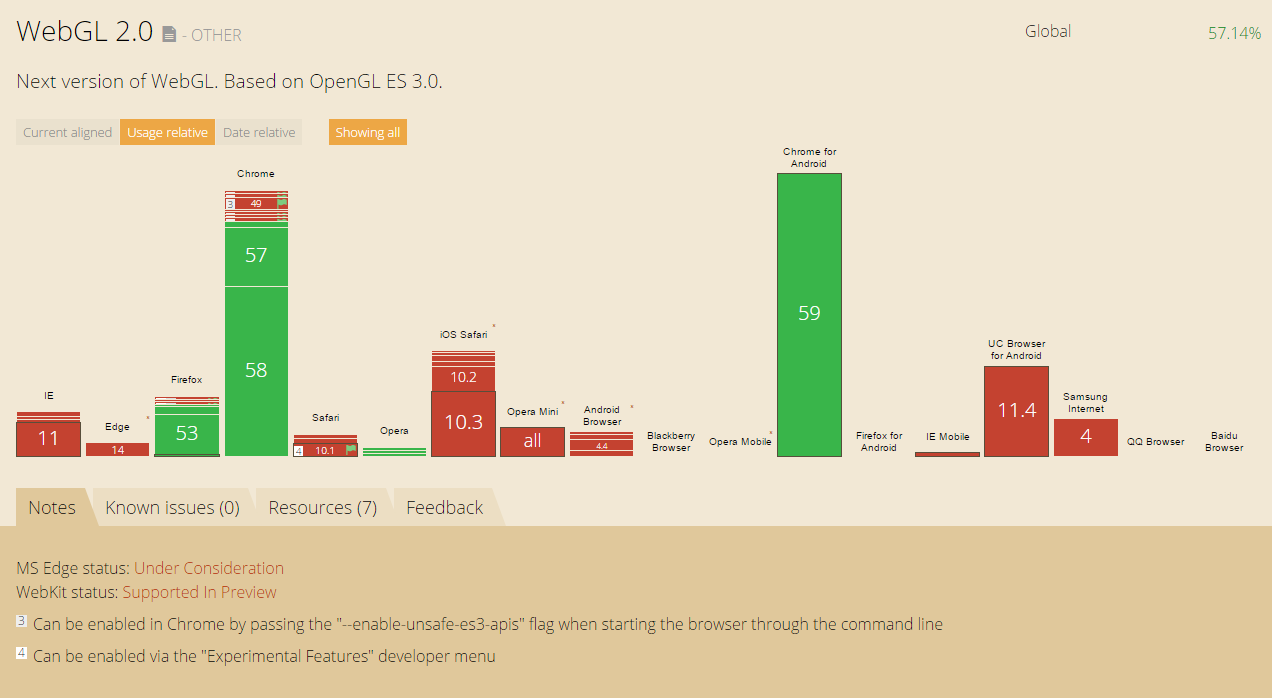 WebGL 2.0 - OTHER
Global 57.14%
Next version of WebGL. Based on OpenGL ES 3.0.
Current aligned Usage relative Date relative Showing all
IE
11
Edge
14
Firefox
53
Chrome
3 49
57
58
Safari
4 10.1
Opera
iOS Safari
10.2
10.3
Opera Mini
all
Android
Browser
4.4
Blackberry
Browser
Opera Mobile
Chrome for
Android
59
Firefox for
Android
IE Mobile
UC Browser
for Android
11.4
Samsung
Internet
4
QQ Browser
Baidu
Browser
Notes Known issues (0) Resources (7) Feedback
MS Edge status: Under Consideration
WebKit status: Supported In Preview
3 Can be enabled in Chrome by passing the "--enable-unsafe-es3-apis" flag when starting the browser through the command line
4 Can be enabled via the "Experimental Features" developer menu